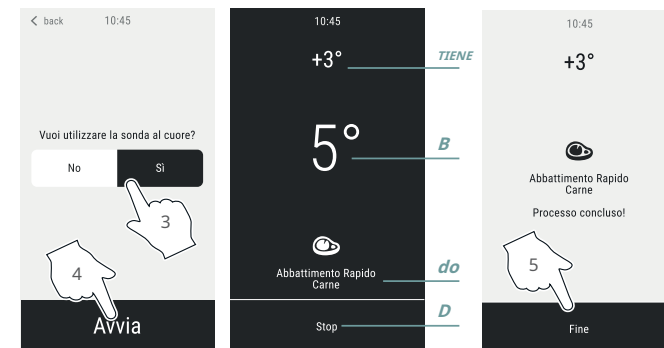 back 10:45
Vuoi utilizzare la sonda al cuore?
No Sì
3
4
Avvia
10:45
+3° TIENE
5° B
Abbattimento Rapido do
Carne
Stop D
10:45
+3°
Abbattimento Rapido
Carne
Processo concluso!
5
Fine